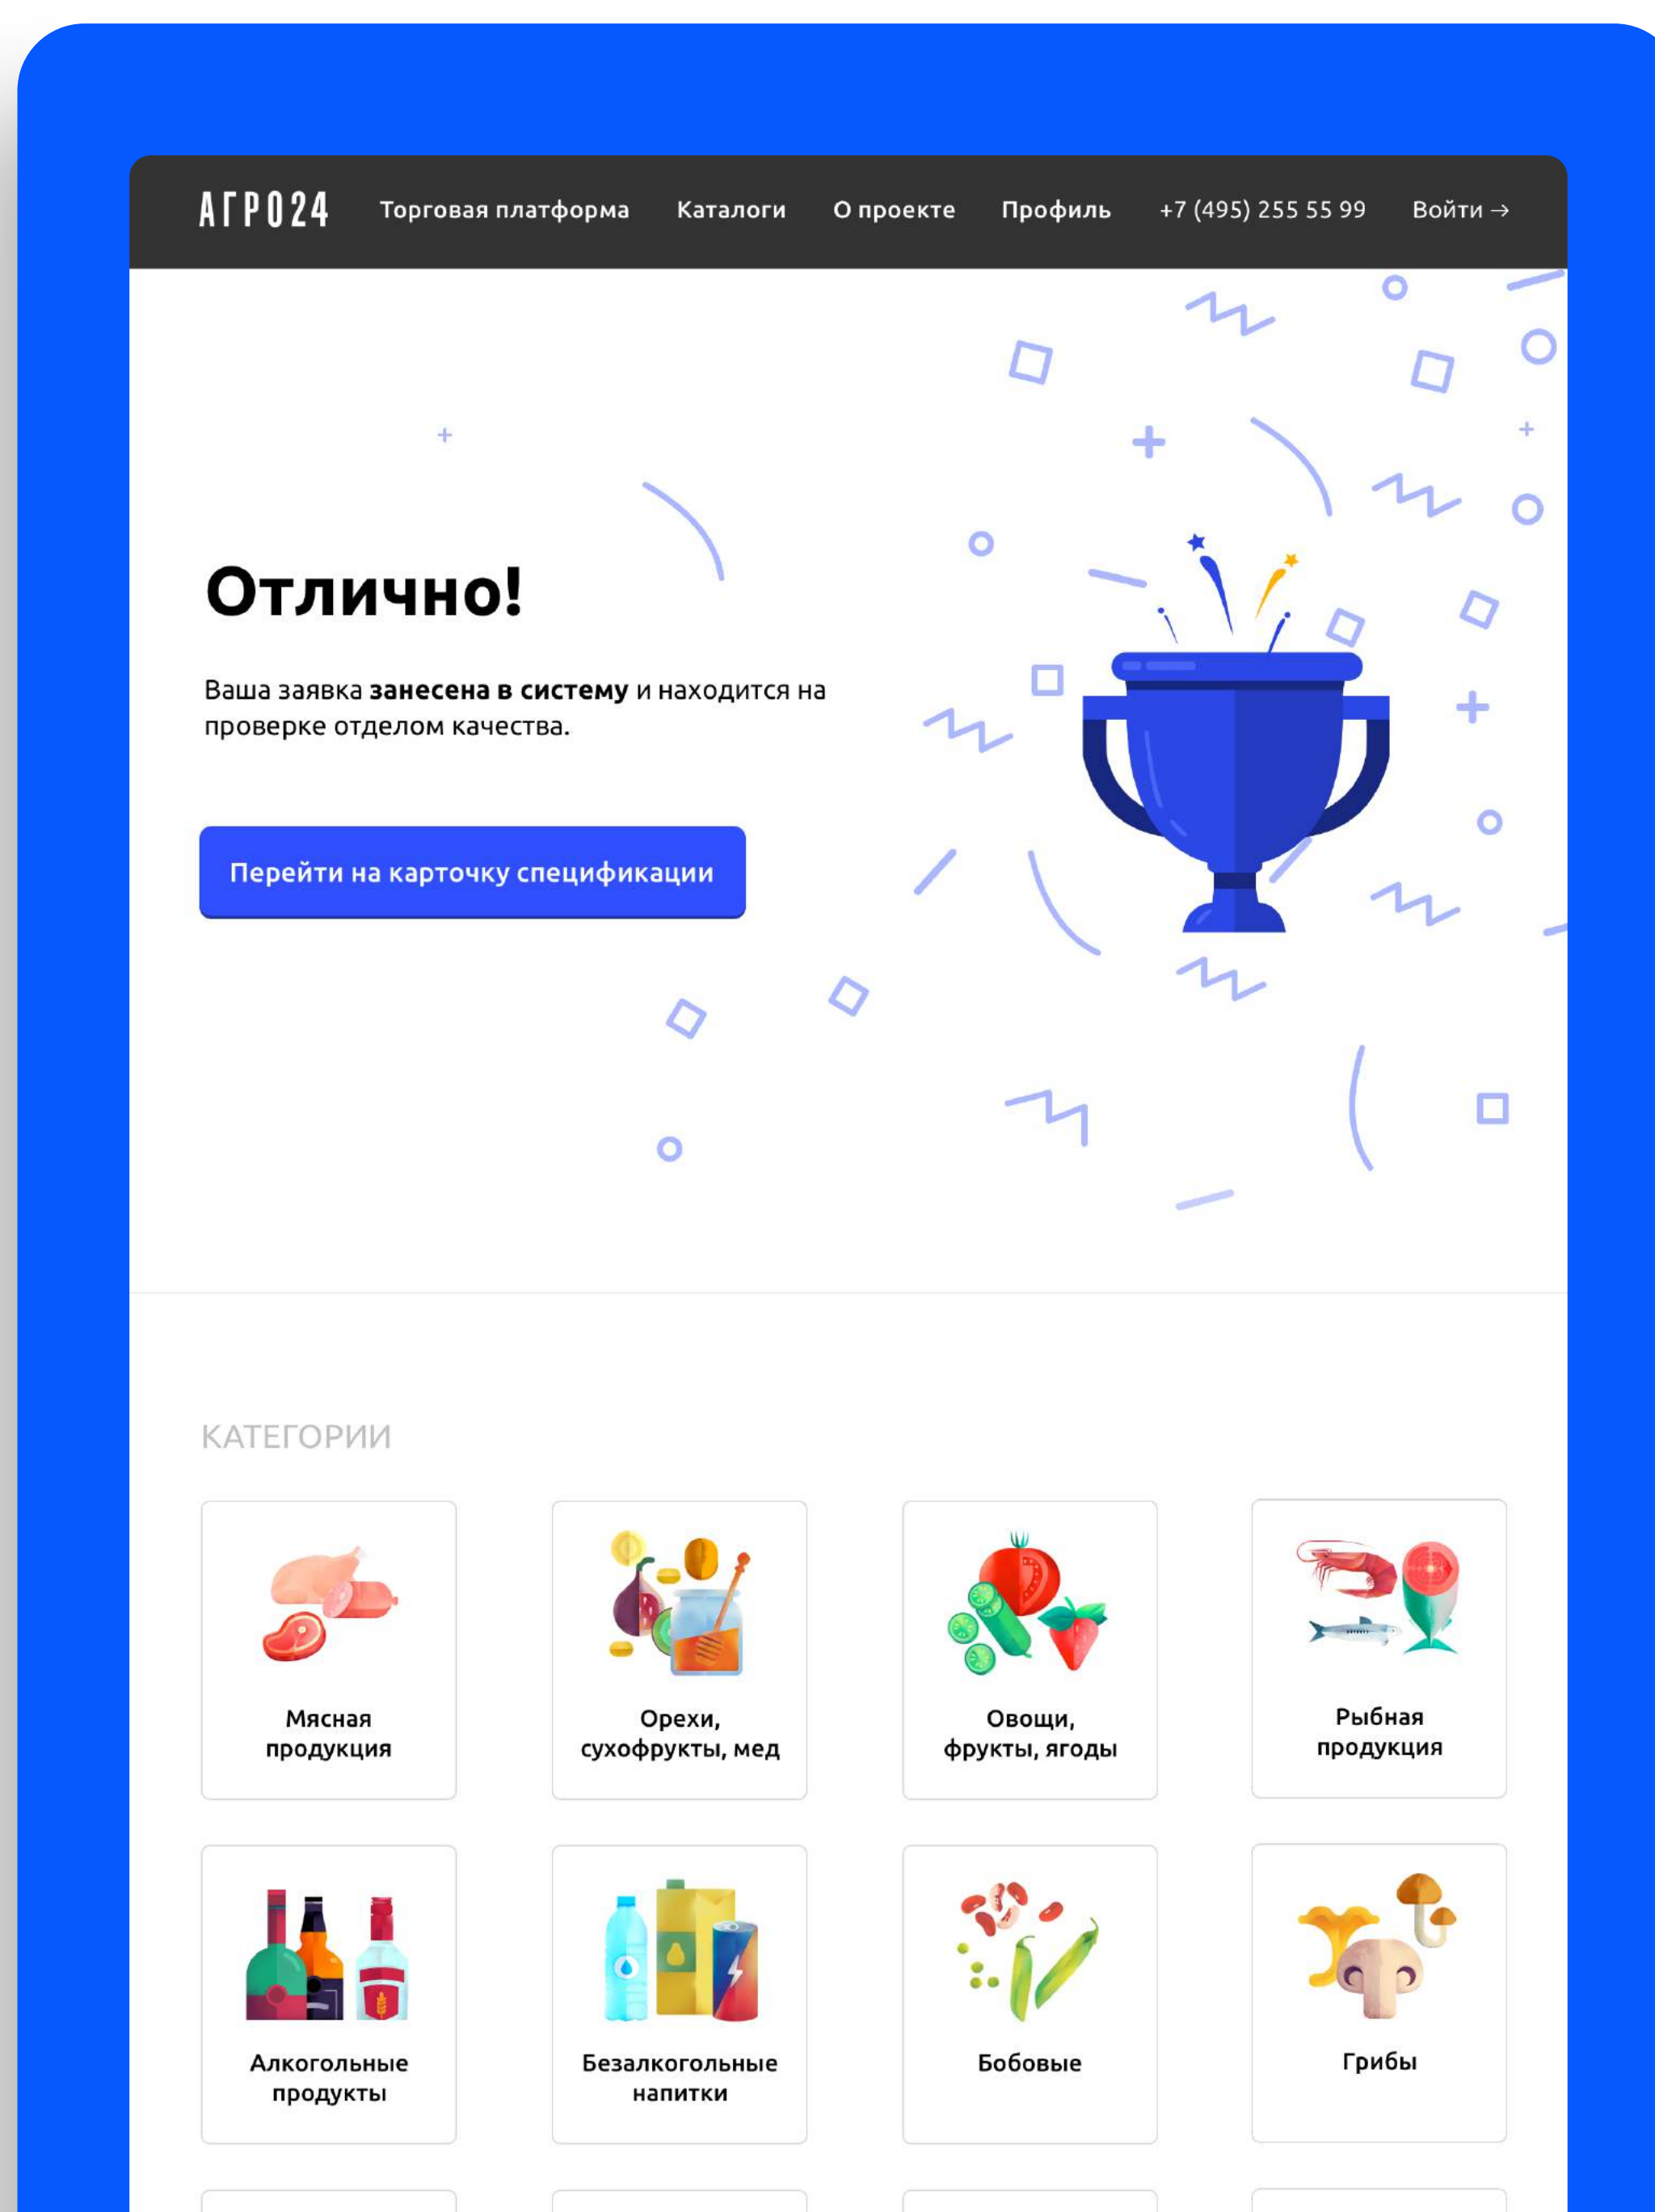 АГРО24 Торговая платформа Каталоги О проекте Профиль +7 (495) 255 55 99 Войти →
Отлично!
Ваша заявка занесена в систему и находится на
проверке отделом качества.
Перейти на карточку спецификации
КАТЕГОРИИ
Мясная
продукция
Орехи,
сухофрукты, мед
Овощи,
фрукты, ягоды
Рыбная
продукция
Алкогольные
продукты
Безалкогольные
напитки
Бобовые
Грибы